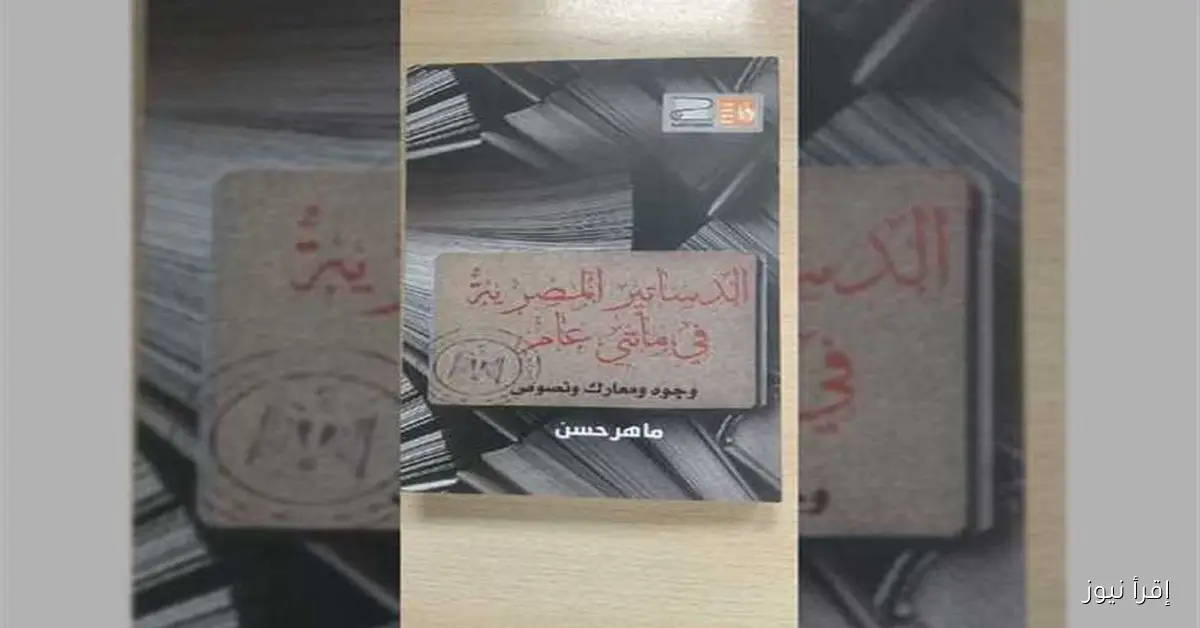 الدساتير المصرية
في مائتي عام
وجوه ومعارك ونصوص
ماهر حسن
إقرأ نيوز